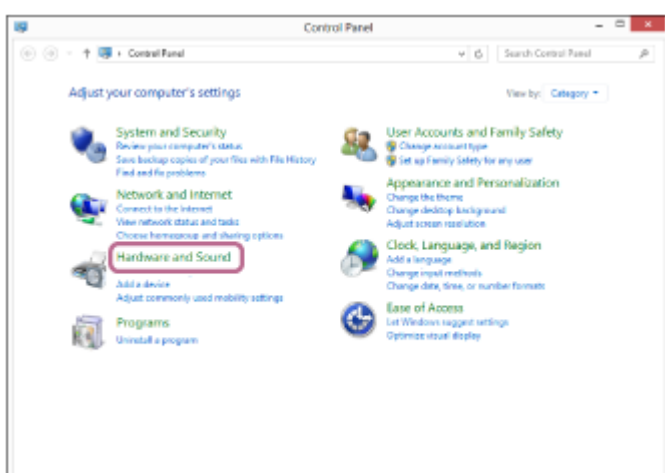 Control Panel
Control Panel
Search Control Panel
Adjust your computer's settings
View by: Category
System and Security
Review your computer's status
Save backup copies of your files with File History
Find and fix problems
Network and Internet
Connect to the Internet
View network status and tasks
Choose homegroup and sharing options
Hardware and Sound
Add a device
Adjust commonly used mobility settings
Programs
Uninstall a program
User Accounts and Family Safety
Change account type
Set up Family Safety for any user
Appearance and Personalization
Change the theme
Change desktop background
Adjust screen resolution
Clock, Language, and Region
Add a language
Change input methods
Change date, time, or number formats
Ease of Access
Let Windows suggest settings
Optimize visual display